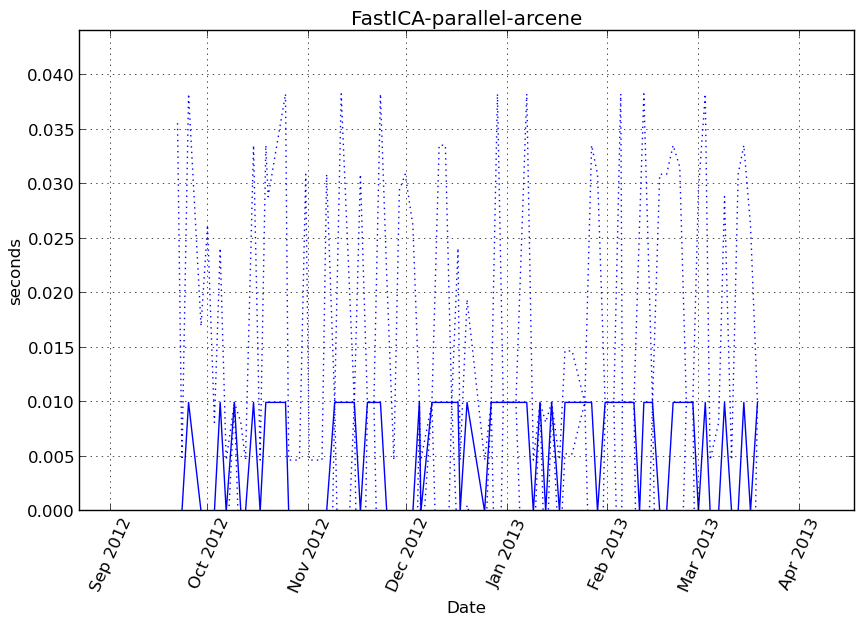 FastICA-parallel-arcene
0.040
0.035
0.030
0.025
0.020
0.015
0.010
0.005
0.000
seconds
Sep 2012
Oct 2012
Nov 2012
Dec 2012
Jan 2013
Feb 2013
Mar 2013
Apr 2013
Date